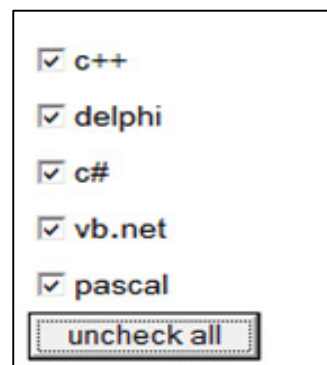 c++
delphi
c#
vb.net
pascal
uncheck all